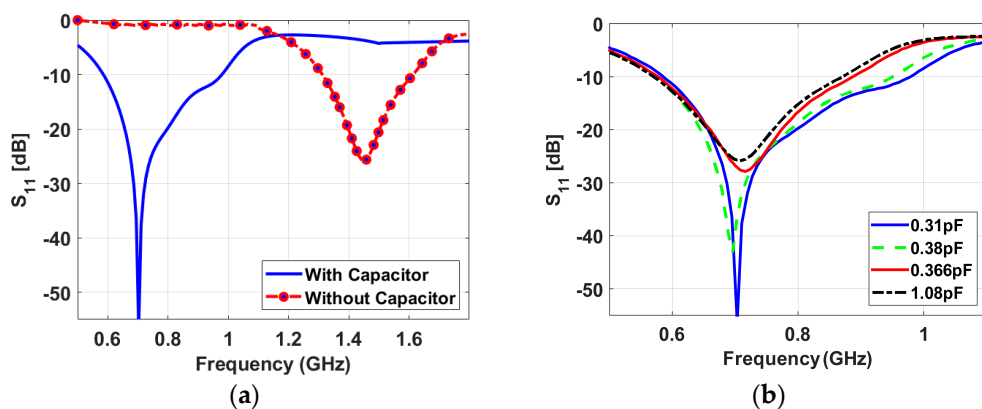 0
-10
-20
-30
-40
-50
S11 [dB]
0.6 0.8 1 1.2 1.4 1.6
Frequency (GHz)
With Capacitor
Without Capacitor
(a)
0
-10
-20
-30
-40
-50
S11 [dB]
0.6 0.8 1
Frequency (GHz)
0.31pF
0.38pF
0.366pF
1.08pF
(b)